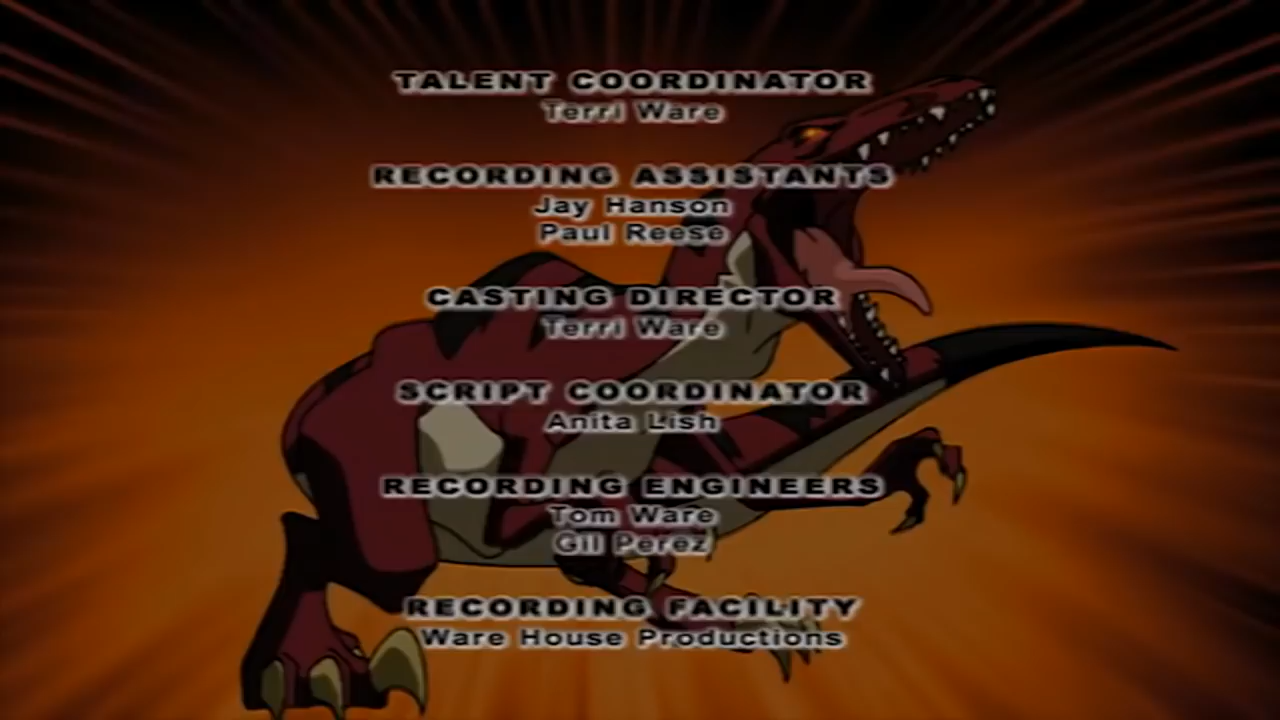 TALENT COORDINATOR
Terri Ware
RECORDING ASSISTANTS
Jay Hanson
Paul Reese
CASTING DIRECTOR
Terri Ware
SCRIPT COORDINATOR
Anita Lish
RECORDING ENGINEERS
Tom Ware
Gil Perez
RECORDING FACILITY
Ware House Productions